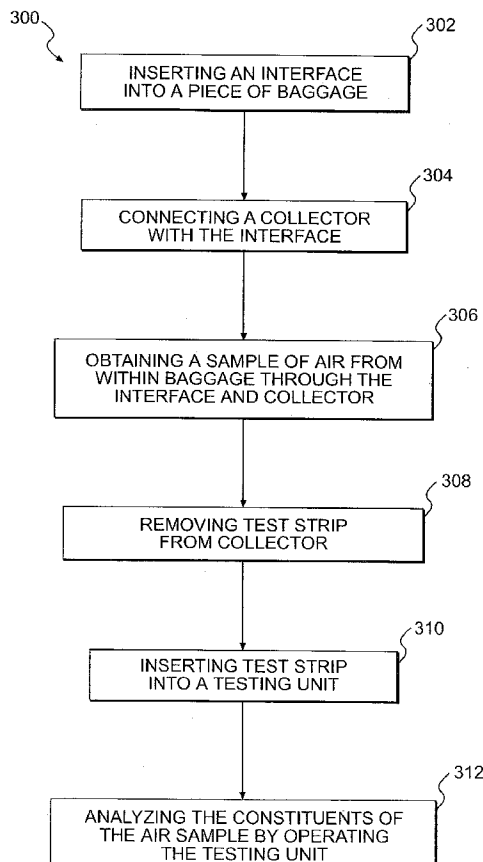 300
302
INSERTING AN INTERFACE
INTO A PIECE OF BAGGAGE
304
CONNECTING A COLLECTOR
WITH THE INTERFACE
306
OBTAINING A SAMPLE OF AIR FROM
WITHIN BAGGAGE THROUGH THE
INTERFACE AND COLLECTOR
308
REMOVING TEST STRIP
FROM COLLECTOR
310
INSERTING TEST STRIP
INTO A TESTING UNIT
312
ANALYZING THE CONSTITUENTS OF
THE AIR SAMPLE BY OPERATING
THE TESTING UNIT